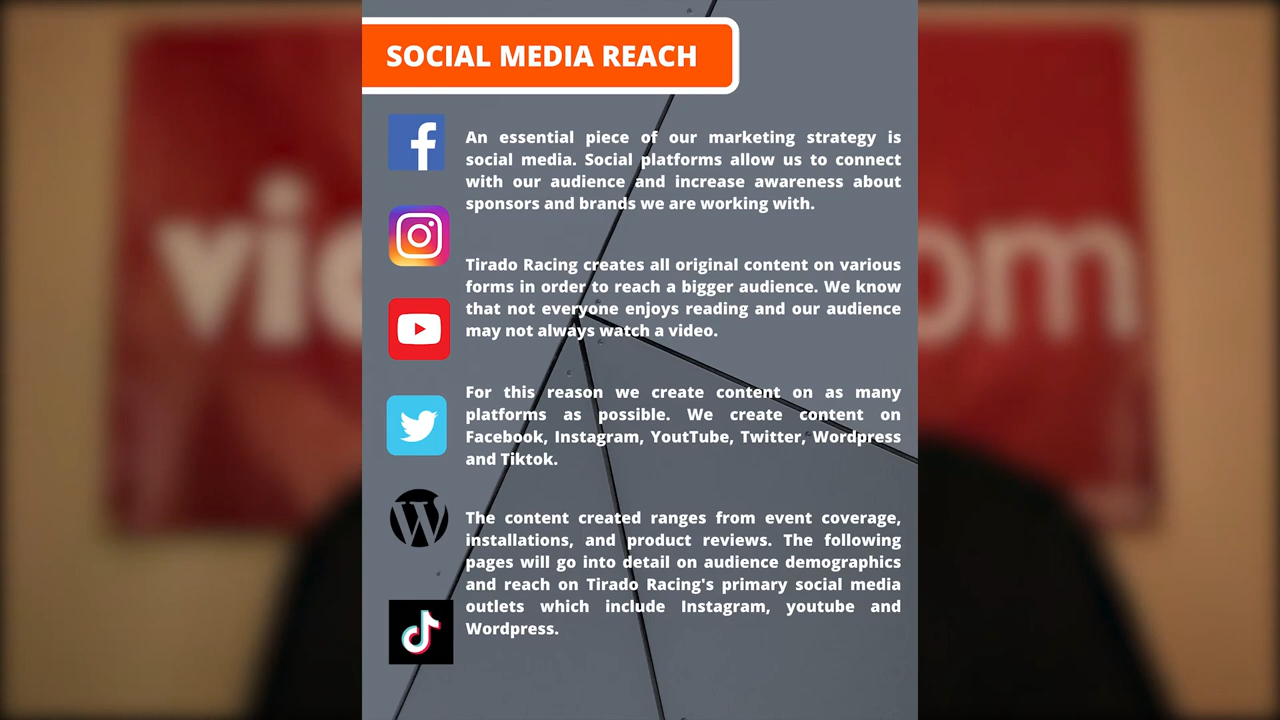 SOCIAL MEDIA REACH
An essential piece of our marketing strategy is
social media. Social platforms allow us to connect
with our audience and increase awareness about
sponsors and brands we are working with.
Tirado Racing creates all original content on various
forms in order to reach a bigger audience. We know
that not everyone enjoys reading and our audience
may not always watch a video.
For this reason we create content on as many
platforms as possible. We create content on
Facebook, Instagram, YoutTube, Twitter, Wordpress
and Tiktok.
The content created ranges from event coverage,
installations, and product reviews. The following
pages will go into detail on audience demographics
and reach on Tirado Racing's primary social media
outlets which include Instagram, youtube and
Wordpress.